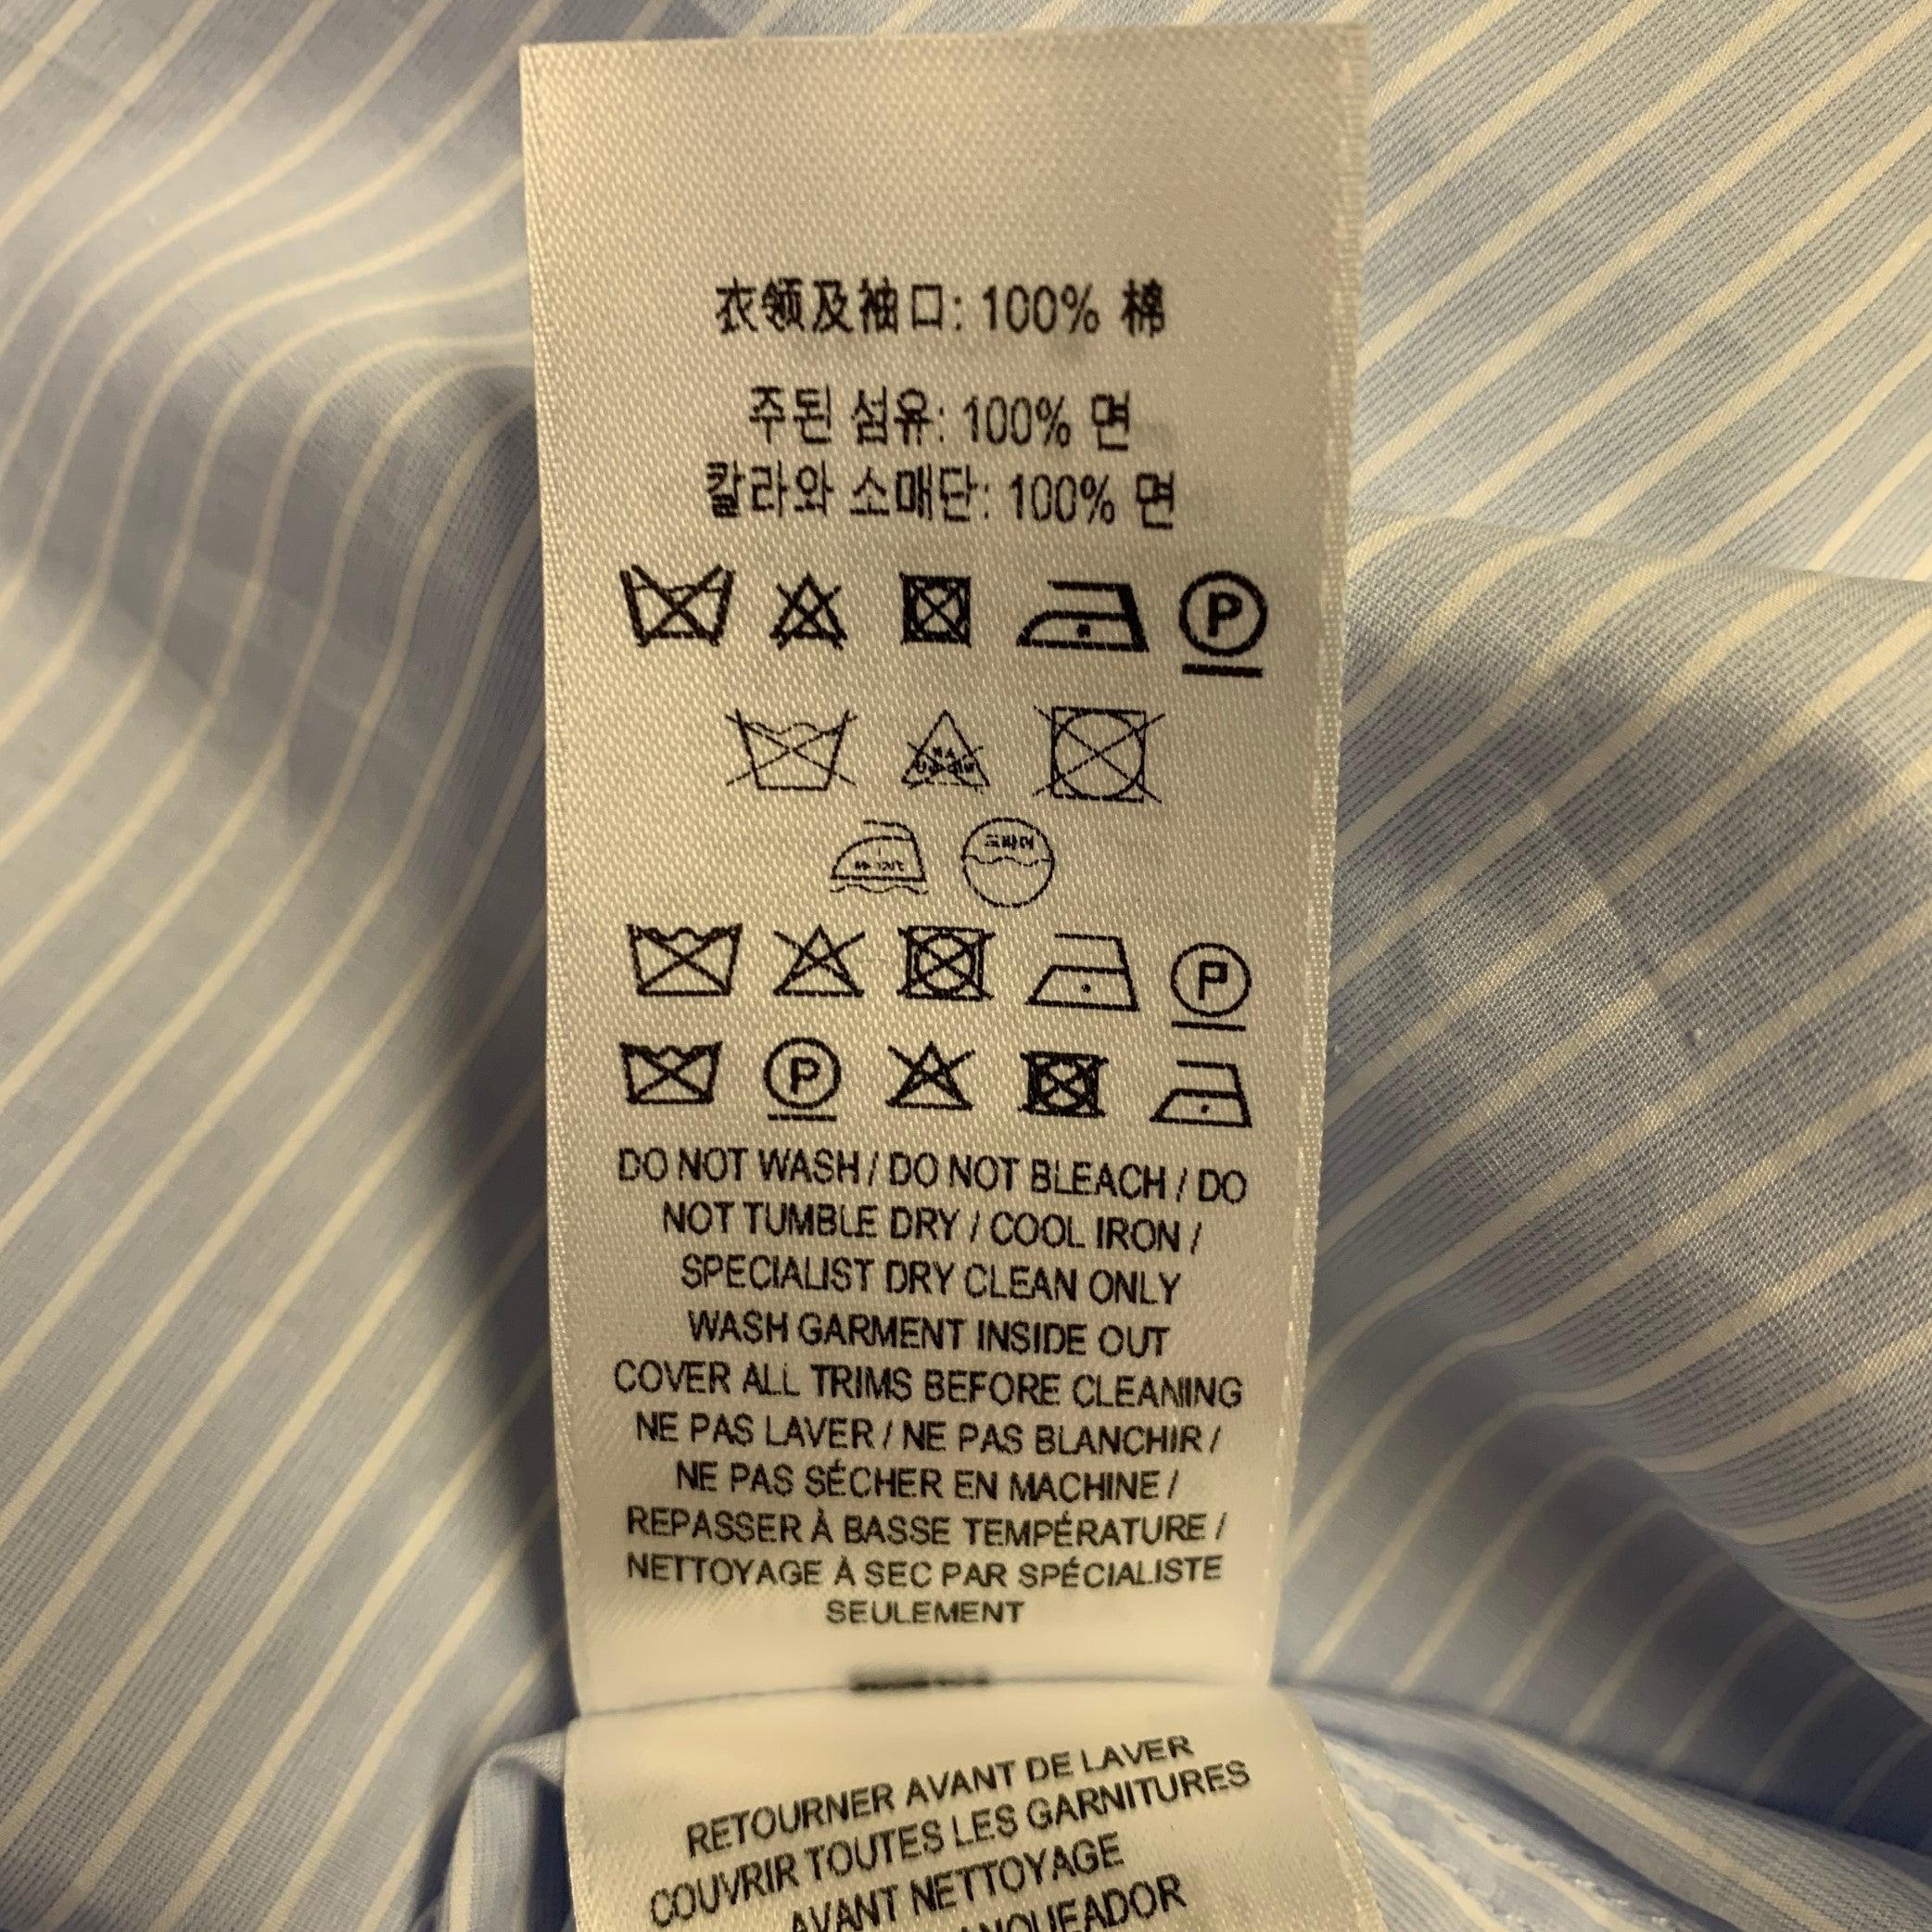 衣领及袖口: 100% 棉
주된 섬유: 100% 면
칼라와 소매단: 100% 면
P
드라이
P
P
DO NOT WASH / DO NOT BLEACH / DO
NOT TUMBLE DRY / COOL IRON /
SPECIALIST DRY CLEAN ONLY
WASH GARMENT INSIDE OUT
COVER ALL TRIMS BEFORE CLEANING
NE PAS LAVER / NE PAS BLANCHIR /
NE PAS SÉCHER EN MACHINE /
REPASSER À BASSE TEMPÉRATURE /
NETTOYAGE À SEC PAR SPÉCIALISTE
SEULEMENT
RETOURNER AVANT DE LAVER
COUVRIR TOUTES LES GARNITURES
AVANT NETTOYAGE